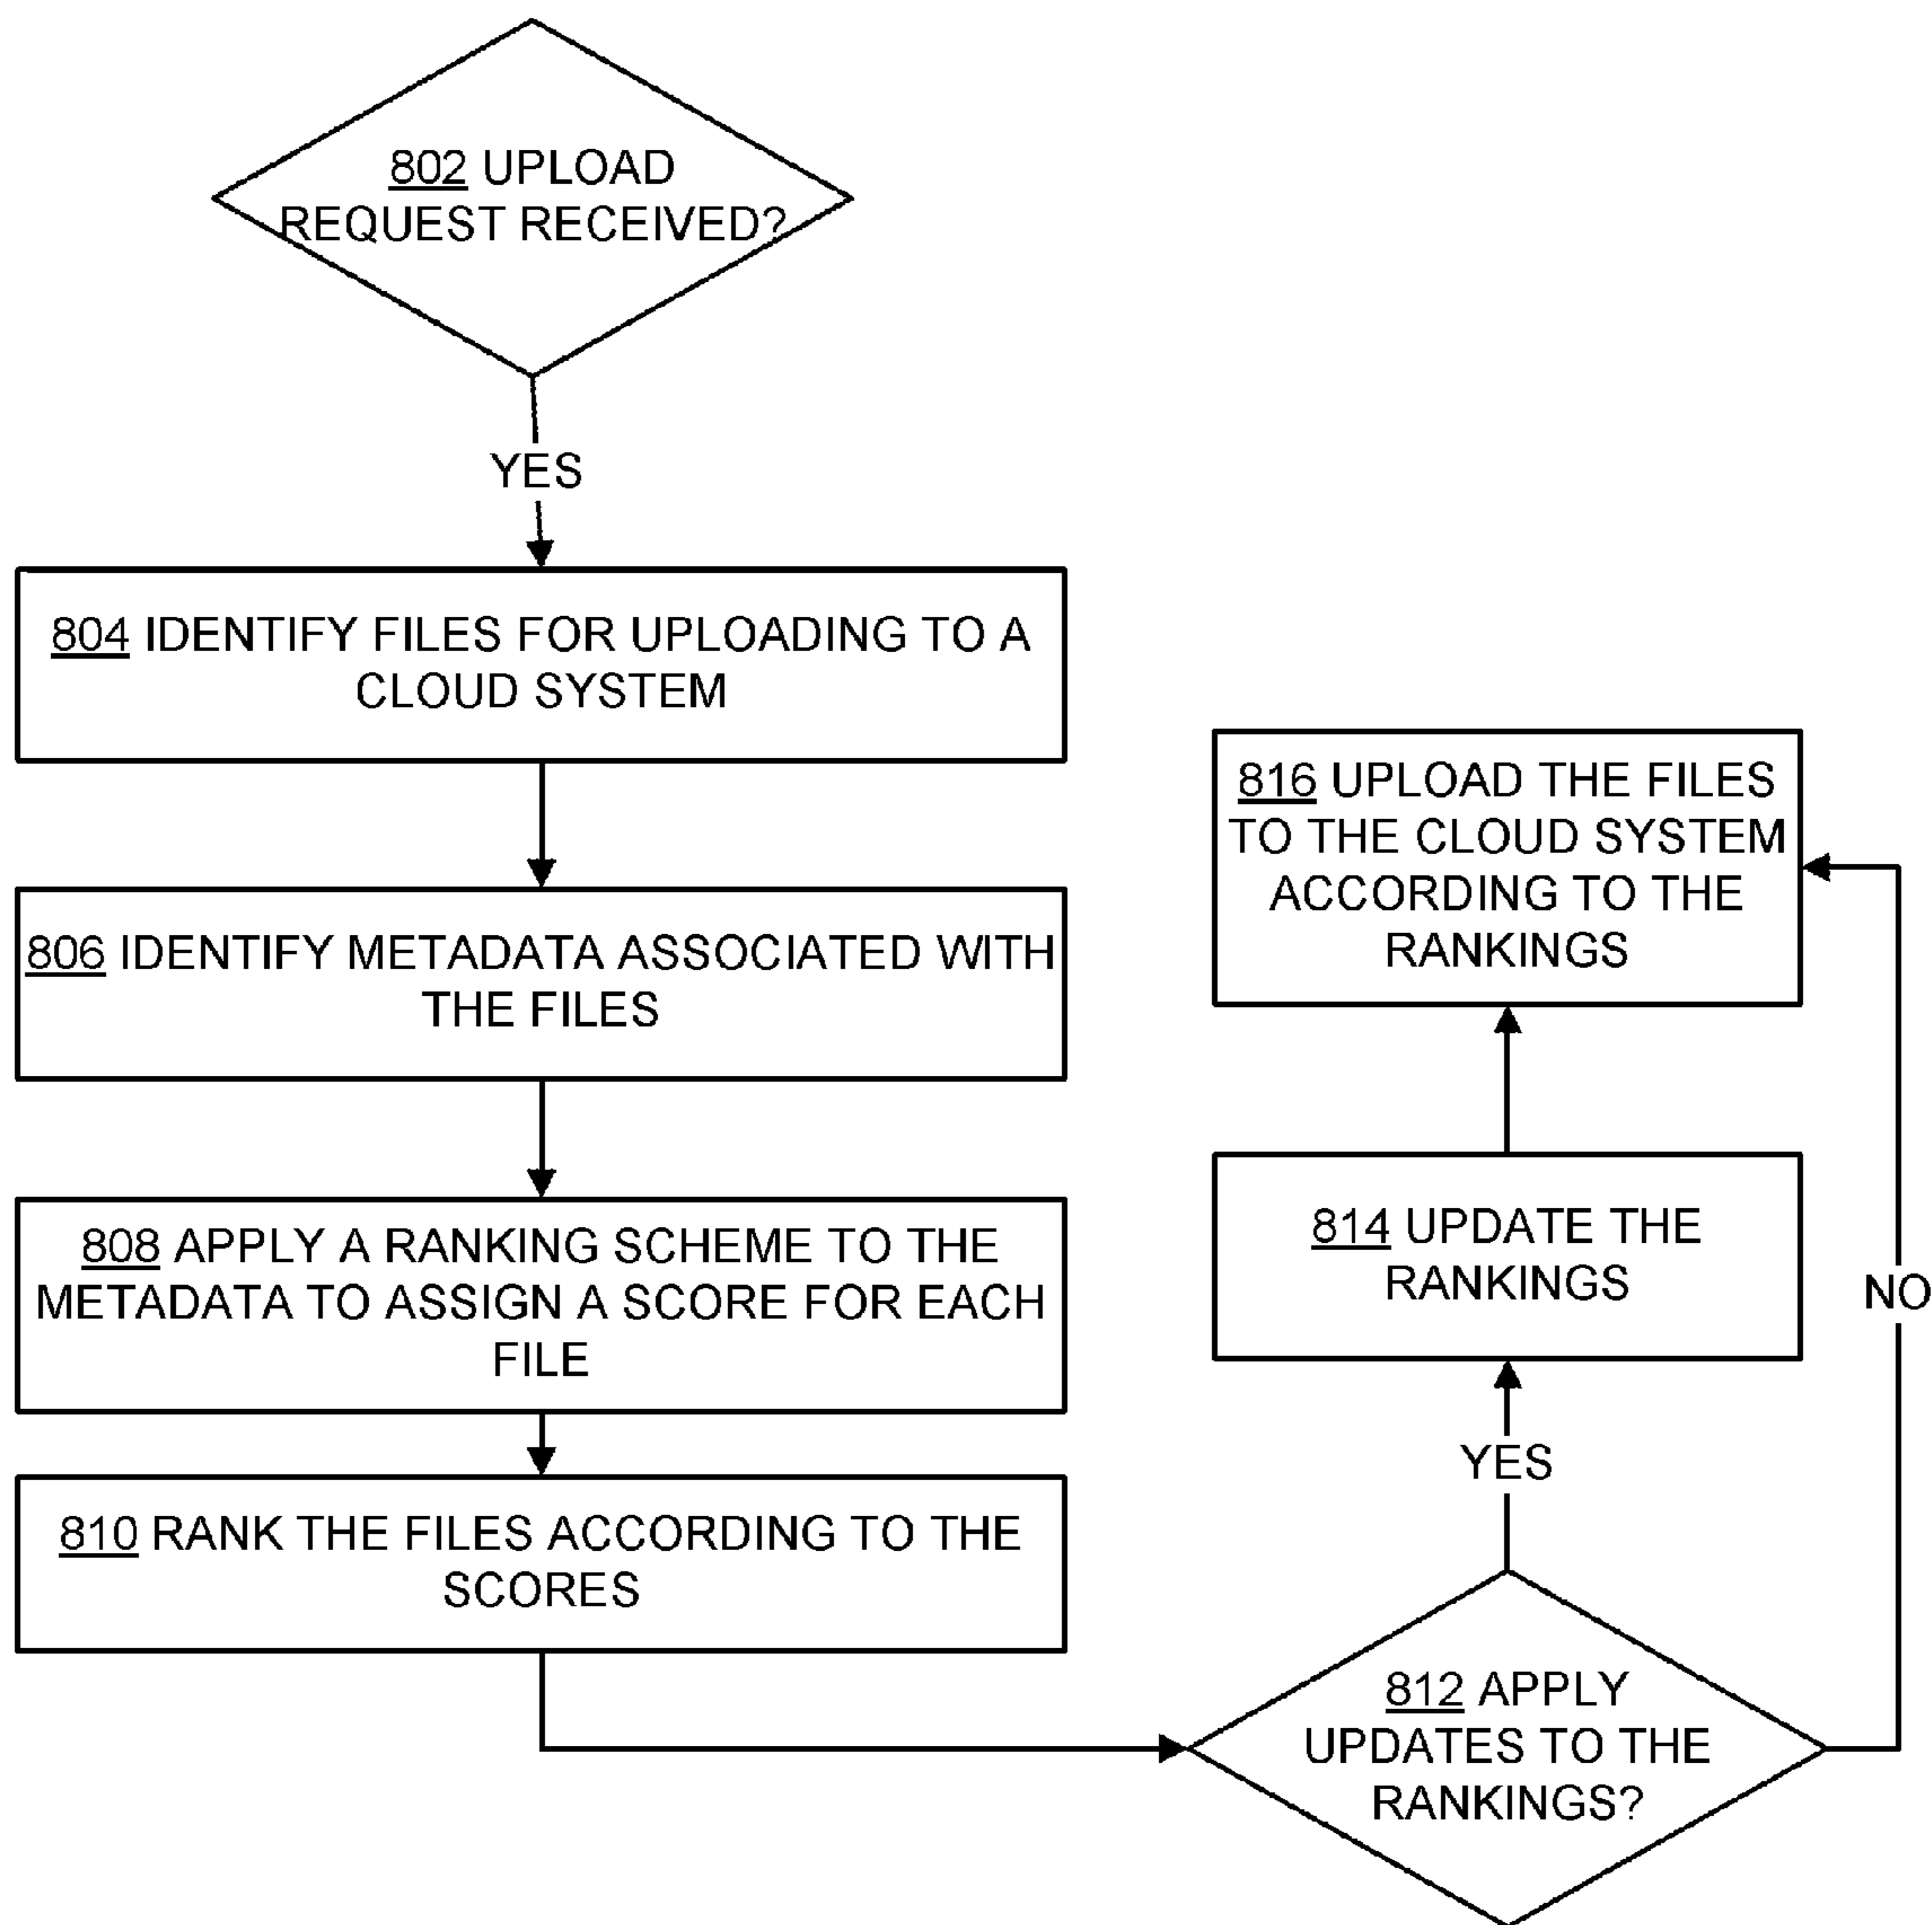 802 UPLOAD
REQUEST RECEIVED?
YES
804 IDENTIFY FILES FOR UPLOADING TO A
CLOUD SYSTEM
806 IDENTIFY METADATA ASSOCIATED WITH
THE FILES
808 APPLY A RANKING SCHEME TO THE
METADATA TO ASSIGN A SCORE FOR EACH
FILE
810 RANK THE FILES ACCORDING TO THE
SCORES
812 APPLY
UPDATES TO THE
RANKINGS?
YES
814 UPDATE THE
RANKINGS
NO
816 UPLOAD THE FILES
TO THE CLOUD SYSTEM
ACCORDING TO THE
RANKINGS